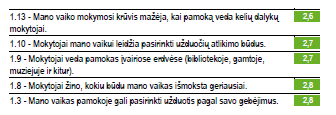 1.13 - Mano vaiko mokymosi krūvis mažėja, kai pamoką veda kelių dalykų 2,6
mokytojai.
1.10 - Mokytojai mano vaikui leidžia pasirinkti užduočių atlikimo būdus. 2,7
1.9 - Mokytojai veda pamokas įvairiose erdvėse (bibliotekoje, gamtoje, 2,7
muziejuje ir kitur).
1.8 - Mokytojai žino, kokiu būdu mano vaikas išmoksta geriausiai. 2,8
1.3 - Mano vaikas pamokoje gali pasirinkti užduotis pagal savo gebėjimus. 2,8